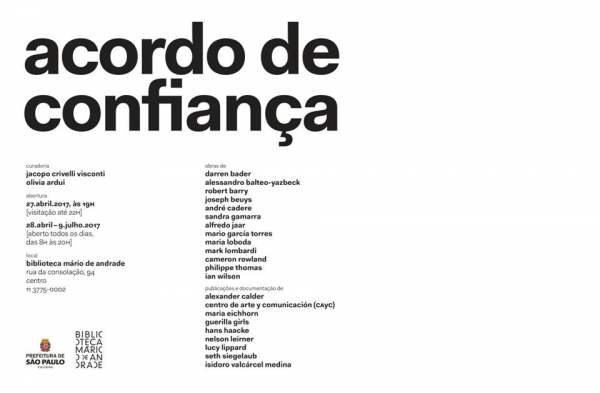 acordo de
confiança
curadoria
jacopo crivelli visconti
olivia ardui
abertura
27.abril.2017, às 19H
[visitação até 22H]
28.abril – 9.julho.2017
[aberto todos os dias,
das 8H às 20H]
local
biblioteca mário de andrade
rua da consolação, 94
centro
11 3775-0002
PREFEITURA DE
SÃO PAULO
CULTURA
BIBLIO
TECA
MÁRIO
DE AN
DRADE
obras de
darren bader
alessandro balteo-yazbeck
robert barry
joseph beuys
andré cadere
sandra gamarra
alfredo jaar
mario garcía torres
maria loboda
mark lombardi
cameron rowland
philippe thomas
ian wilson
publicações e documentação de
alexander calder
centro de arte y comunicación (CAYC)
maria eichhorn
guerilla girls
hans haacke
nelson leirner
lucy lippard
seth siegelaub
isidoro valcárcel medina